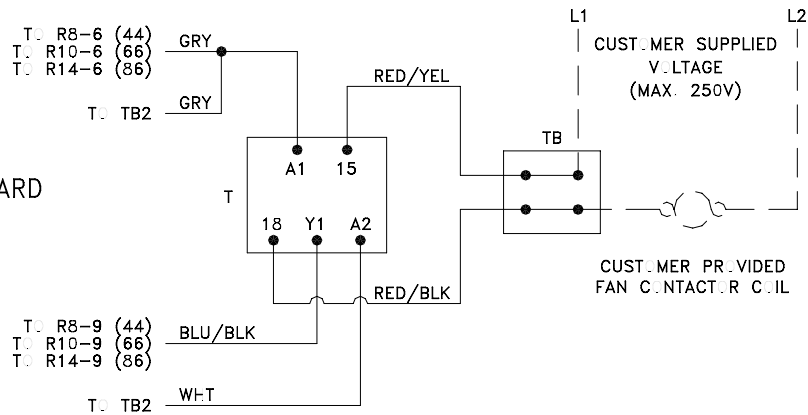 TO R8-6 (44)
TO R10-6 (66)
TO R14-6 (86)
GRY
TO TB2
GRY
ARD
T
A1
15
18
Y1
A2
RED/YEL
RED/BLK
TB
L1
L2
CUSTOMER SUPPLIED
VOLTAGE
(MAX. 250V)
CUSTOMER PROVIDED
FAN CONTACTOR COIL
TO R8-9 (44)
TO R10-9 (66)
TO R14-9 (86)
BLU/BLK
TO TB2
WHT